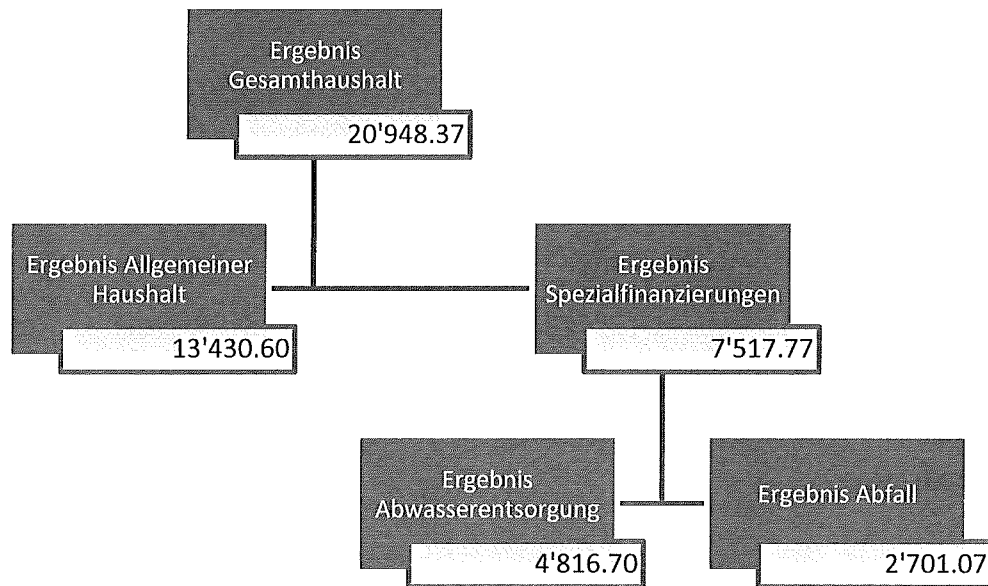 Ergebnis
Gesamthaushalt
20'948.37
Ergebnis Allgemeiner
Haushalt
13'430.60
Ergebnis
Spezialfinanzierungen
7'517.77
Ergebnis
Abwasserentsorgung
4'816.70
Ergebnis Abfall
2'701.07